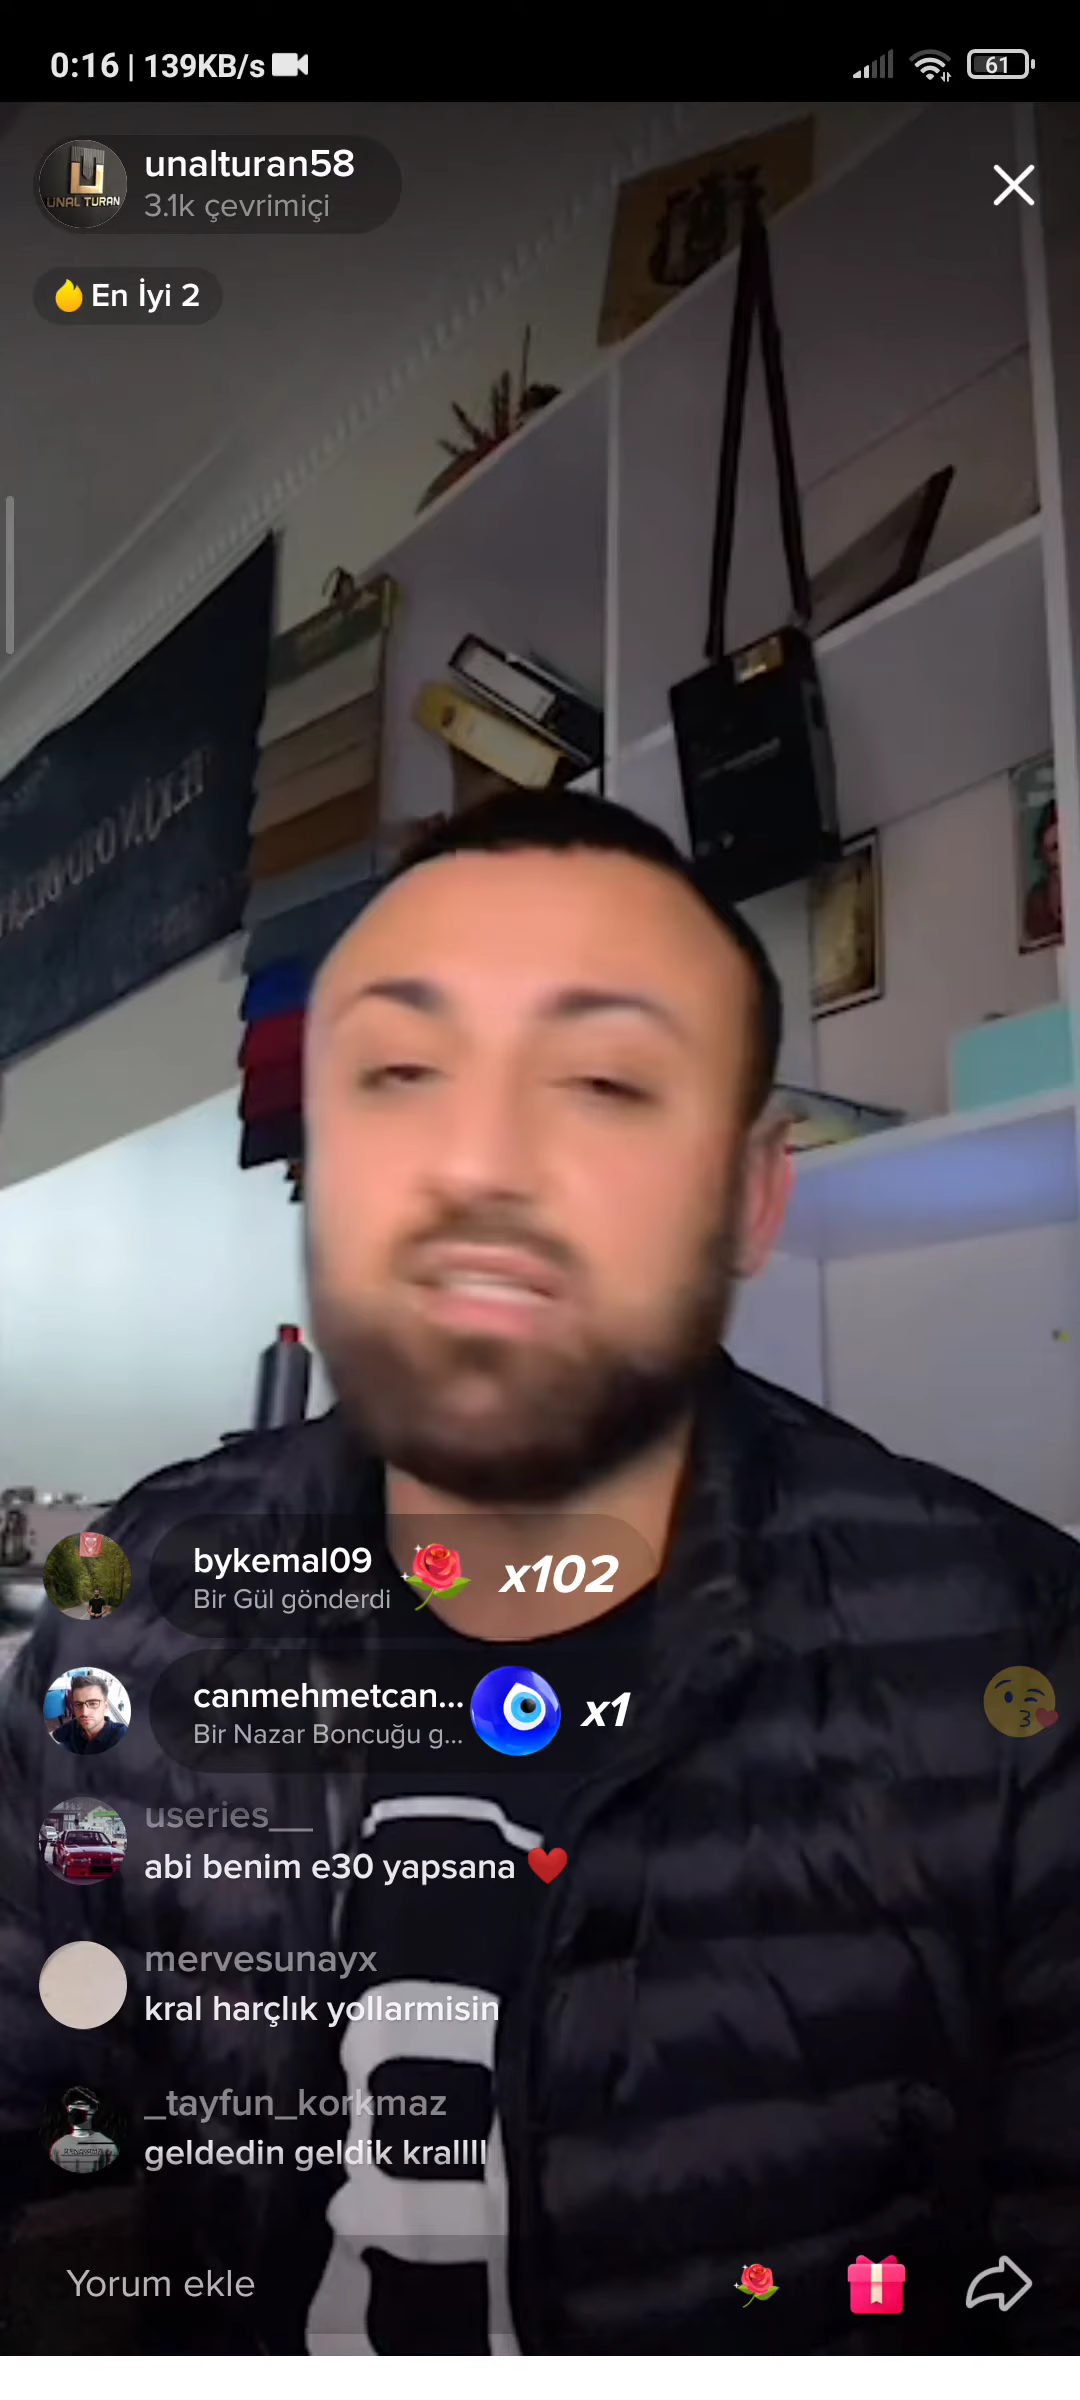 0:16 | 139KB/s
61
unalturan58
UNAL TURAN
3.1k çevrimiçi
En İyi 2
bykemal09
Bir Gül gönderdi
x102
canmehmetcan...
Bir Nazar Boncuğu g...
x1
useries__
abi benim e30 yapsana ❤️
mervesunayx
kral harçlık yollarmisin
_tayfun_korkmaz
geldedin geldik krallll
Yorum ekle